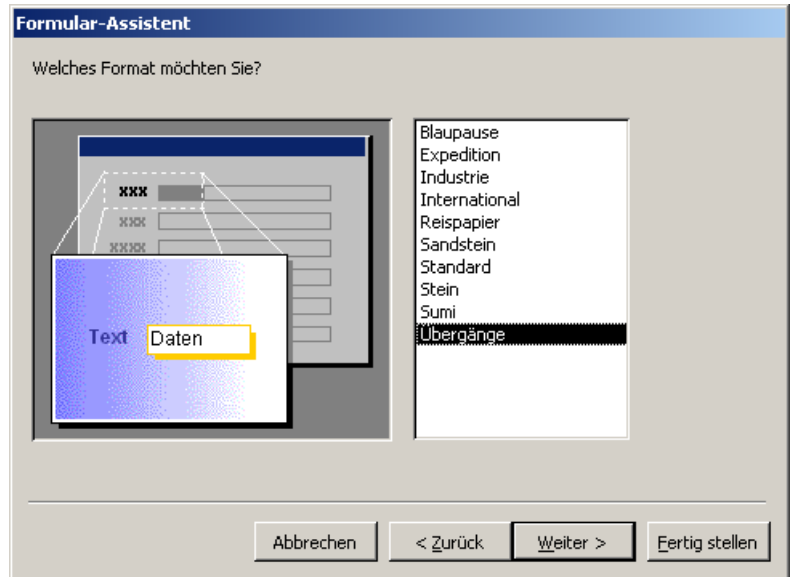 Formular-Assistent
Welches Format möchten Sie?
xxx
xxx
xxxx
Text
Daten
Blaupause
Expedition
Industrie
International
Reispapier
Sandstein
Standard
Stein
Sumi
Übergänge
Abbrechen
< Zurück
Weiter >
Fertig stellen